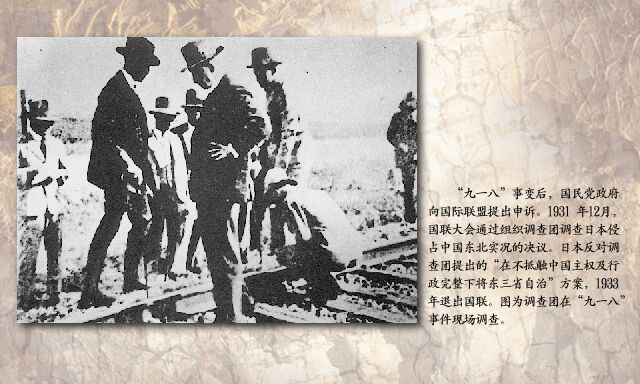 “九一八”事变后，国民党政府
向国际联盟提出申诉。1931 年12月，
国联大会通过组织调查团调查日本侵
占中国东北实况的决议。日本反对调
查团提出的“在不抵触中国主权及行
政完整下将东三省自治”方案，1933
年退出国联。图为调查团在“九一八”
事件现场调查。